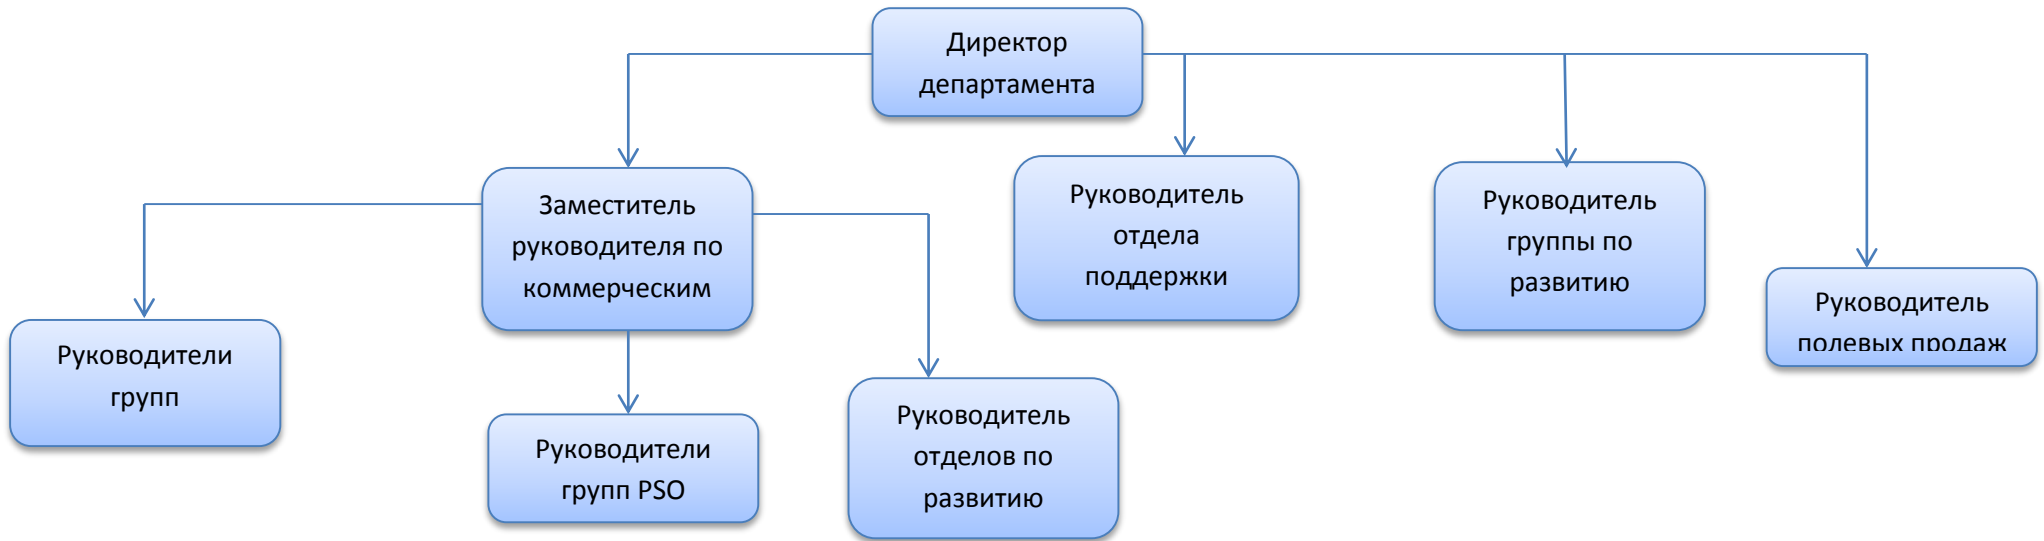 Директор
департамента
Заместитель
руководителя по
коммерческим
Руководитель
отдела
поддержки
Руководитель
группы по
развитию
Руководитель
полевых продаж
Руководители
групп
Руководители
групп PSO
Руководитель
отделов по
развитию